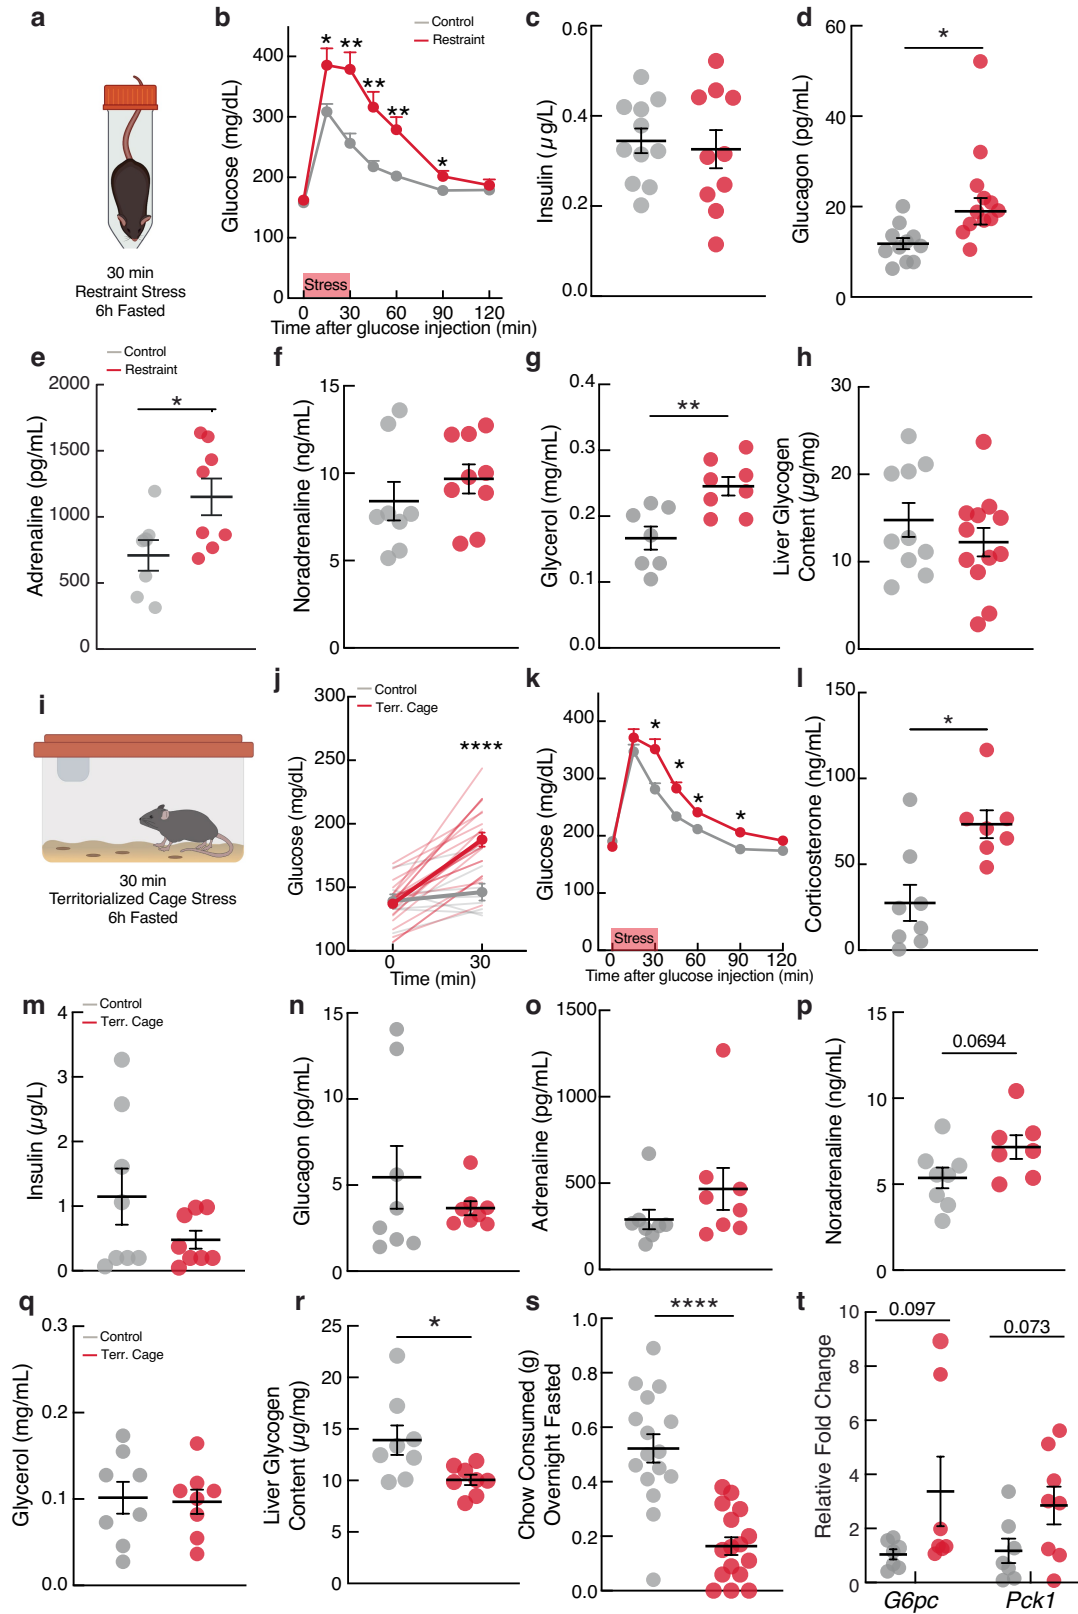 a
30 min
Restraint Stress
6h Fasted
b
Control
Restraint
Glucose (mg/dL)
400
300
200
100
0
* ** ** ** *
Stress
0 30 60 90 120
Time after glucose injection (min)
c
Insulin (µg/L)
0.6
0.4
0.2
0.0
d
Glucagon (pg/mL)
60
40
20
0
*
e
Control
Restraint
Adrenaline (pg/mL)
2000
1500
1000
500
0
*
f
Noradrenaline (ng/mL)
15
10
5
0
g
Glycerol (mg/mL)
0.4
0.3
0.2
0.1
0.0
**
h
Liver Glycogen
Content (µg/mg)
30
20
10
0
i
30 min
Territorialized Cage Stress
6h Fasted
j
Control
Terr. Cage
Glucose (mg/dL)
300
250
200
150
100
****
0 30
Time (min)
k
Glucose (mg/dL)
400
300
200
100
0
* * * *
Stress
0 30 60 90 120
Time after glucose injection (min)
l
Corticosterone (ng/mL)
150
100
50
0
*
m
Control
Terr. Cage
Insulin (µg/L)
4
3
2
1
0
n
Glucagon (pg/mL)
15
10
5
0
o
Adrenaline (pg/mL)
1500
1000
500
0
p
Noradrenaline (ng/mL)
15
10
5
0
0.0694
q
Control
Terr. Cage
Glycerol (mg/mL)
0.3
0.2
0.1
0.0
r
Liver Glycogen
Content (µg/mg)
25
20
15
10
5
0
*
s
Chow Consumed (g)
Overnight Fasted
1.0
0.8
0.6
0.4
0.2
0.0
****
t
Relative Fold Change
10
8
6
4
2
0
0.097
0.073
G6pc Pck1